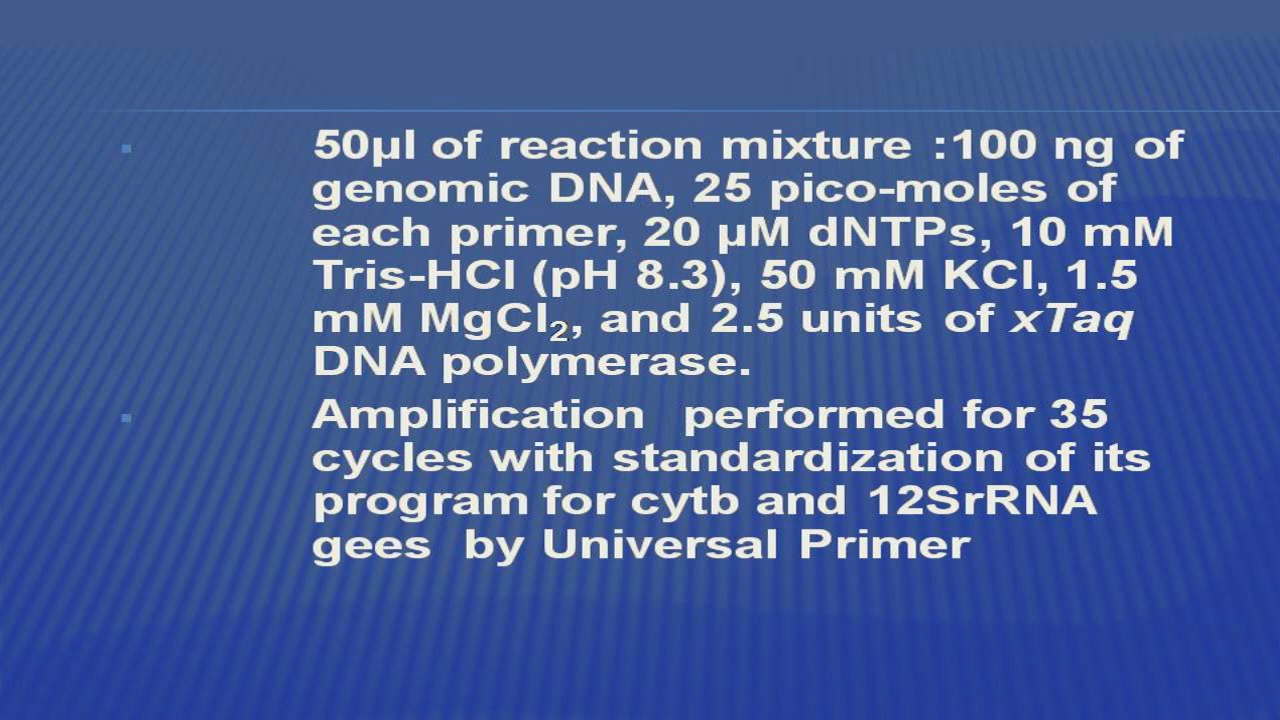 50µl of reaction mixture :100 ng of
genomic DNA, 25 pico-moles of
each primer, 20 µM dNTPs, 10 mM
Tris-HCl (pH 8.3), 50 mM KCl, 1.5
mM MgCl₂, and 2.5 units of xTaq
DNA polymerase.
Amplification performed for 35
cycles with standardization of its
program for cytb and 12SrRNA
gees by Universal Primer